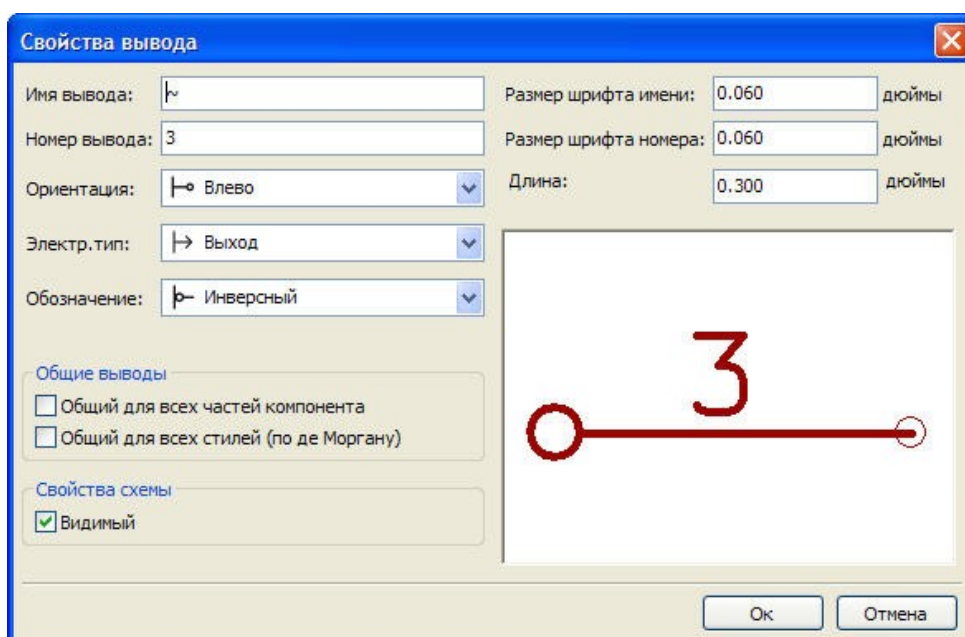 Свойства вывода
Имя вывода: ~
Номер вывода: 3
Ориентация: Влево
Электр.тип: Выход
Обозначение: Инверсный
Общие выводы
Общий для всех частей компонента
Общий для всех стилей (по де Моргану)
Свойства схемы
Видимый
Размер шрифта имени: 0.060 дюймы
Размер шрифта номера: 0.060 дюймы
Длина: 0.300 дюймы
3
Ок Отмена